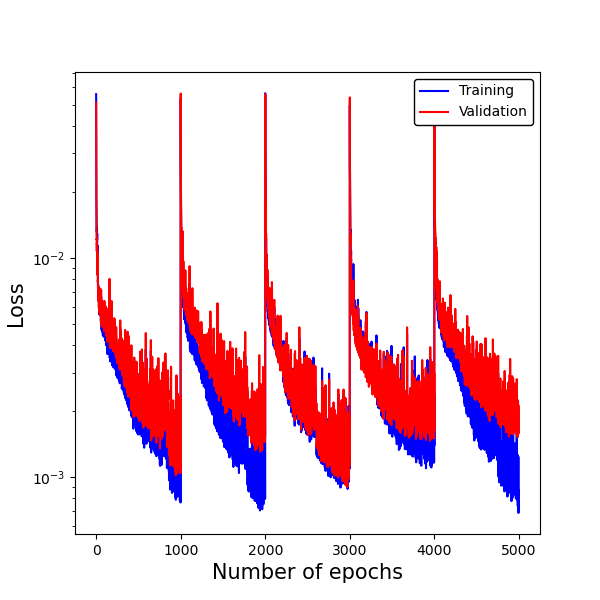 Training
Validation
Loss
10⁻²
10⁻³
0 1000 2000 3000 4000 5000
Number of epochs